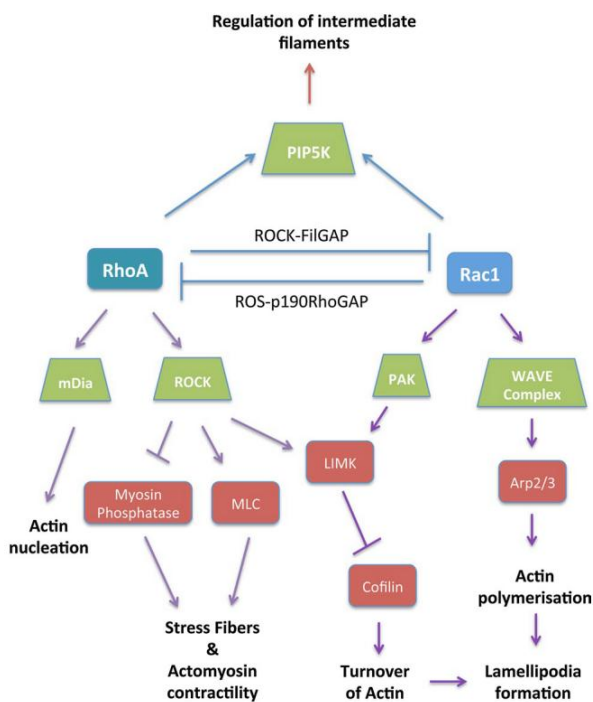 Regulation of intermediate
filaments
PIP5K
ROCK-FilGAP
RhoA
Rac1
ROS-p190RhoGAP
mDia
ROCK
PAK
WAVE
Complex
LIMK
Myosin
Phosphatase
MLC
Arp2/3
Actin
nucleation
Cofilin
Actin
polymerisation
Stress Fibers
&
Actomyosin
contractility
Turnover
of Actin
Lamellipodia
formation